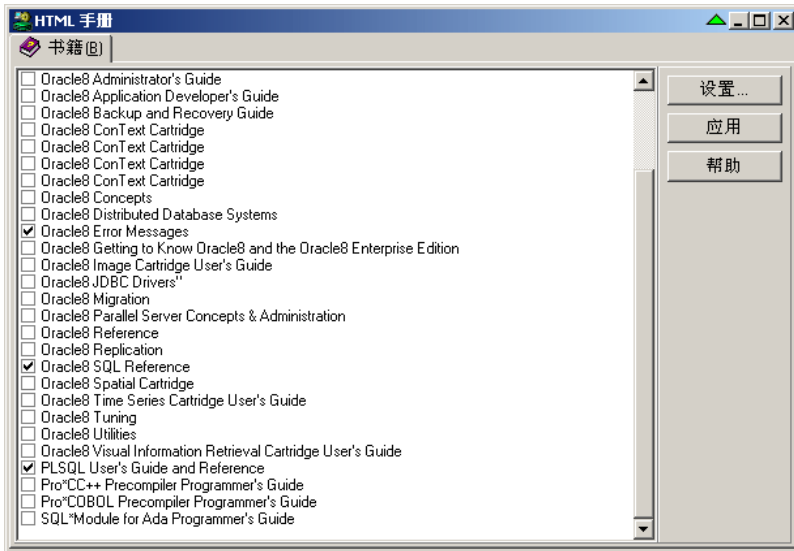 HTML 手册
书籍(B)
Oracle8 Administrator's Guide
Oracle8 Application Developer's Guide
Oracle8 Backup and Recovery Guide
Oracle8 ConText Cartridge
Oracle8 ConText Cartridge
Oracle8 ConText Cartridge
Oracle8 ConText Cartridge
Oracle8 Concepts
Oracle8 Distributed Database Systems
Oracle8 Error Messages
Oracle8 Getting to Know Oracle8 and the Oracle8 Enterprise Edition
Oracle8 Image Cartridge User's Guide
Oracle8 JDBC Drivers"
Oracle8 Migration
Oracle8 Parallel Server Concepts & Administration
Oracle8 Reference
Oracle8 Replication
Oracle8 SQL Reference
Oracle8 Spatial Cartridge
Oracle8 Time Series Cartridge User's Guide
Oracle8 Tuning
Oracle8 Utilities
Oracle8 Visual Information Retrieval Cartridge User's Guide
PLSQL User's Guide and Reference
Pro*CC++ Precompiler Programmer's Guide
Pro*COBOL Precompiler Programmer's Guide
SQL*Module for Ada Programmer's Guide
设置...
应用
帮助